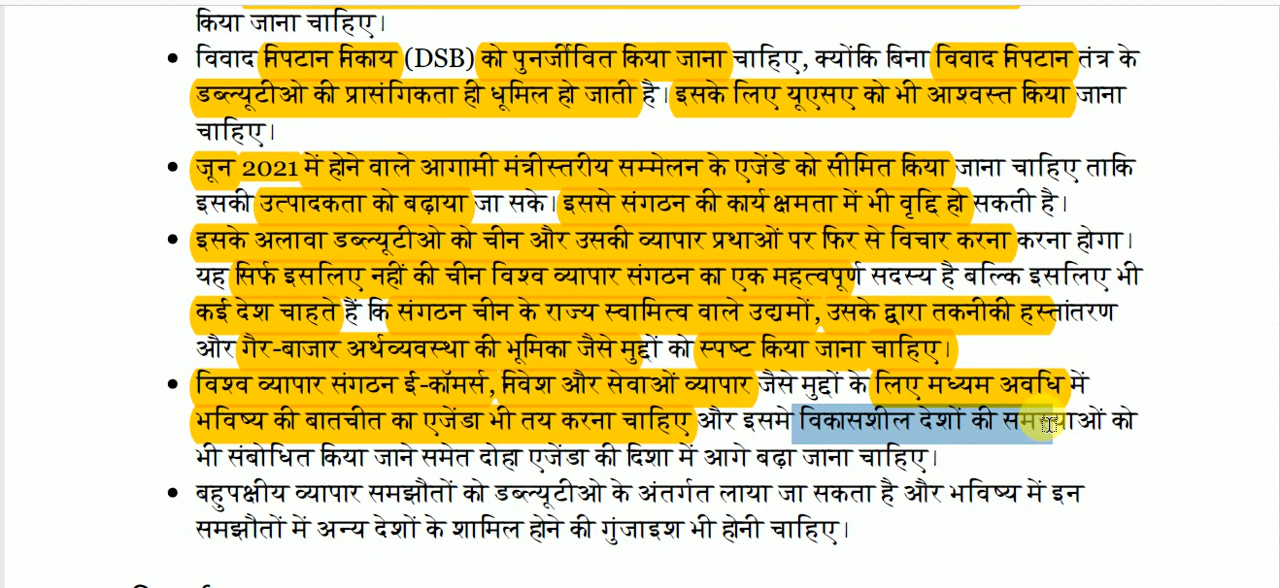 किया जाना चाहिए।
• विवाद निपटान निकाय (DSB) को पुनर्जीवित किया जाना चाहिए, क्योंकि बिना विवाद निपटान तंत्र के
डब्ल्यूटीओ की प्रासंगिकता ही धूमिल हो जाती है। इसके लिए यूएसए को भी आश्वस्त किया जाना
चाहिए।
• जून 2021 में होने वाले आगामी मंत्रीस्तरीय सम्मेलन के एजेंडे को सीमित किया जाना चाहिए ताकि
इसकी उत्पादकता को बढ़ाया जा सके। इससे संगठन की कार्य क्षमता में भी वृद्दि हो सकती है।
• इसके अलावा डब्ल्यूटीओ को चीन और उसकी व्यापार प्रथाओं पर फिर से विचार करना करना होगा।
यह सिर्फ इसलिए नहीं की चीन विश्व व्यापार संगठन का एक महत्वपूर्ण सदस्य है बल्कि इसलिए भी
कई देश चाहते हैं कि संगठन चीन के राज्य स्वामित्व वाले उद्यमों, उसके द्वारा तकनीकी हस्तांतरण
और गैर-बाजार अर्थव्यवस्था की भूमिका जैसे मुद्दों को स्पष्ट किया जाना चाहिए।
• विश्व व्यापार संगठन ई-कॉमर्स, निवेश और सेवाओं व्यापार जैसे मुद्दों के लिए मध्यम अवधि में
भविष्य की बातचीत का एजेंडा भी तय करना चाहिए और इसमे विकासशील देशों की समस्याओं को
भी संबोधित किया जाने समेत दोहा एजेंडा की दिशा में आगे बढ़ा जाना चाहिए।
• बहुपक्षीय व्यापार समझौतों को डब्ल्यूटीओ के अंतर्गत लाया जा सकता है और भविष्य में इन
समझौतों में अन्य देशों के शामिल होने की गुंजाइश भी होनी चाहिए।